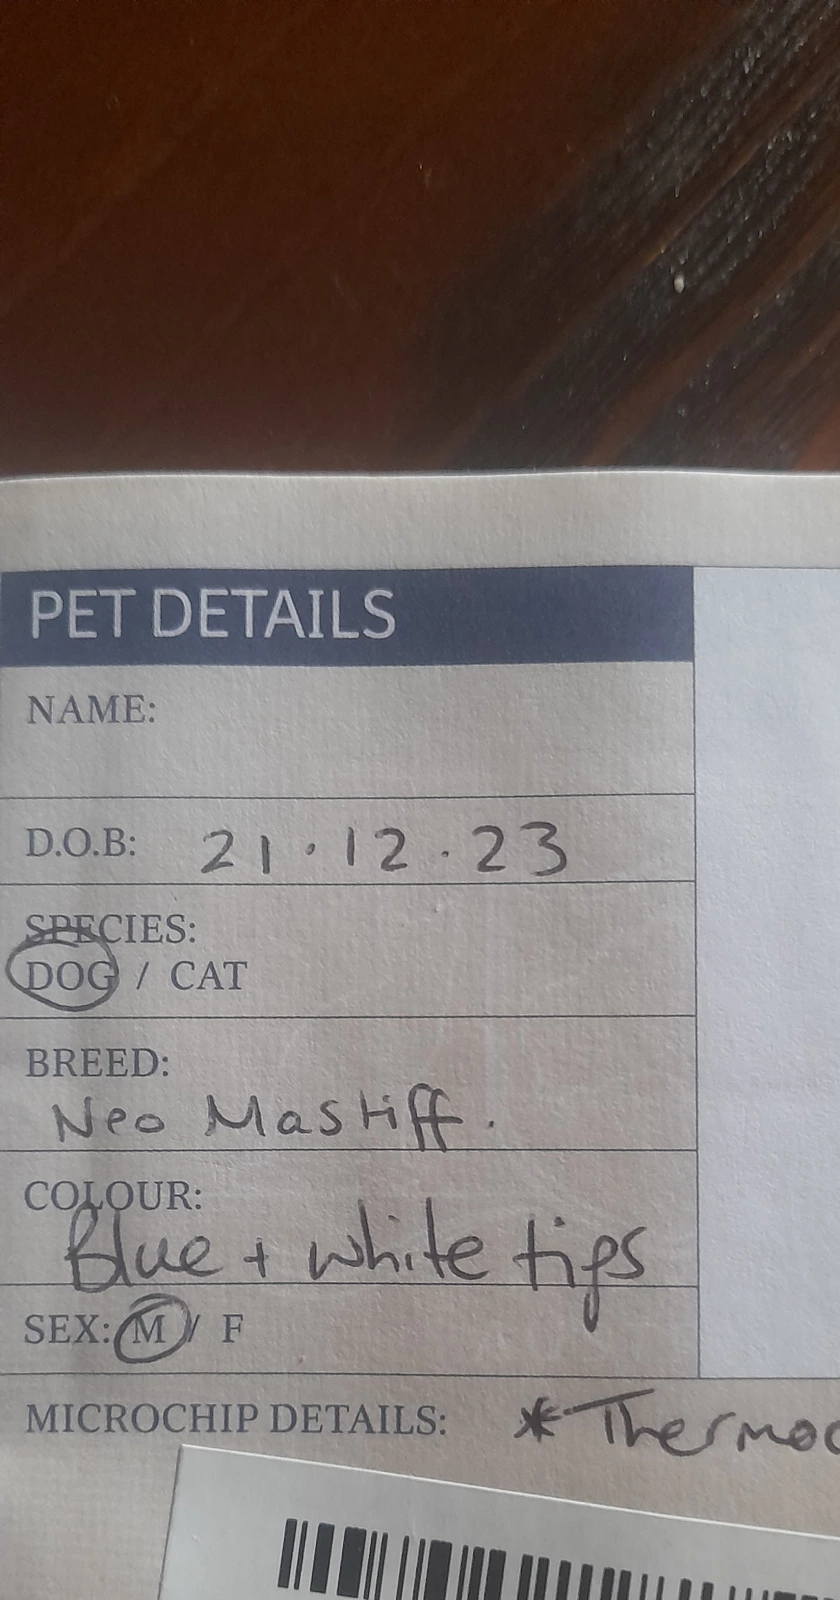 PET DETAILS
NAME:
D.O.B: 21.12.23
SPECIES:
DOG / CAT
BREED:
Neo Mastiff.
COLOUR:
Blue + white tips
SEX: M / F
MICROCHIP DETAILS: *